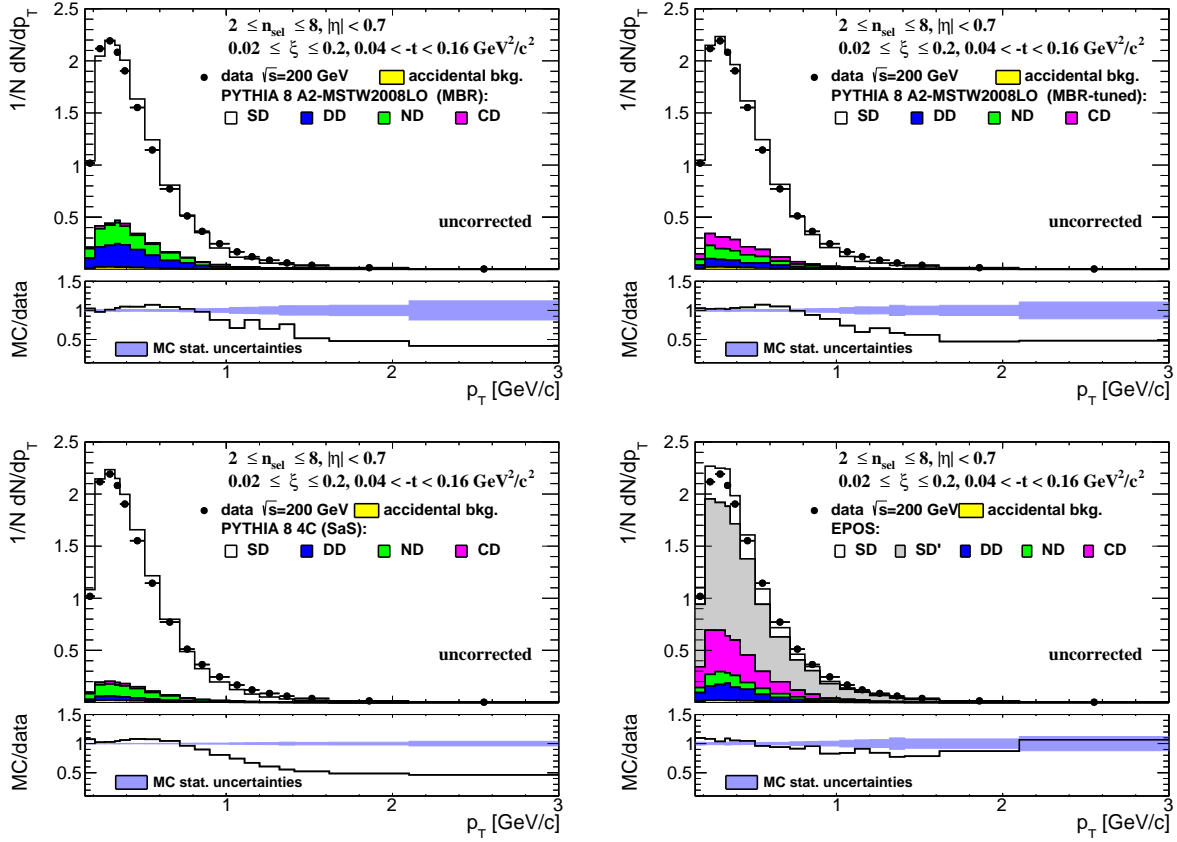 2 ≤ n_sel ≤ 8, |η| < 0.7
0.02 ≤ ξ ≤ 0.2, 0.04 < -t < 0.16 GeV²/c²
data √s=200 GeV accidental bkg.
PYTHIA 8 A2-MSTW2008LO (MBR):
SD DD ND CD
uncorrected
1/N dN/dp_T
2.5
2
1.5
1
0.5
MC/data
1.5
1
0.5
MC stat. uncertainties
1 2 3
p_T [GeV/c]
2 ≤ n_sel ≤ 8, |η| < 0.7
0.02 ≤ ξ ≤ 0.2, 0.04 < -t < 0.16 GeV²/c²
data √s=200 GeV accidental bkg.
PYTHIA 8 A2-MSTW2008LO (MBR-tuned):
SD DD ND CD
uncorrected
1/N dN/dp_T
2.5
2
1.5
1
0.5
MC/data
1.5
1
0.5
MC stat. uncertainties
1 2 3
p_T [GeV/c]
2 ≤ n_sel ≤ 8, |η| < 0.7
0.02 ≤ ξ ≤ 0.2, 0.04 < -t < 0.16 GeV²/c²
data √s=200 GeV accidental bkg.
PYTHIA 8 4C (SaS):
SD DD ND CD
uncorrected
1/N dN/dp_T
2.5
2
1.5
1
0.5
MC/data
1.5
1
0.5
MC stat. uncertainties
1 2 3
p_T [GeV/c]
2 ≤ n_sel ≤ 8, |η| < 0.7
0.02 ≤ ξ ≤ 0.2, 0.04 < -t < 0.16 GeV²/c²
data √s=200 GeV accidental bkg.
EPOS:
SD SD' DD ND CD
uncorrected
1/N dN/dp_T
2.5
2
1.5
1
0.5
MC/data
1.5
1
0.5
MC stat. uncertainties
1 2 3
p_T [GeV/c]